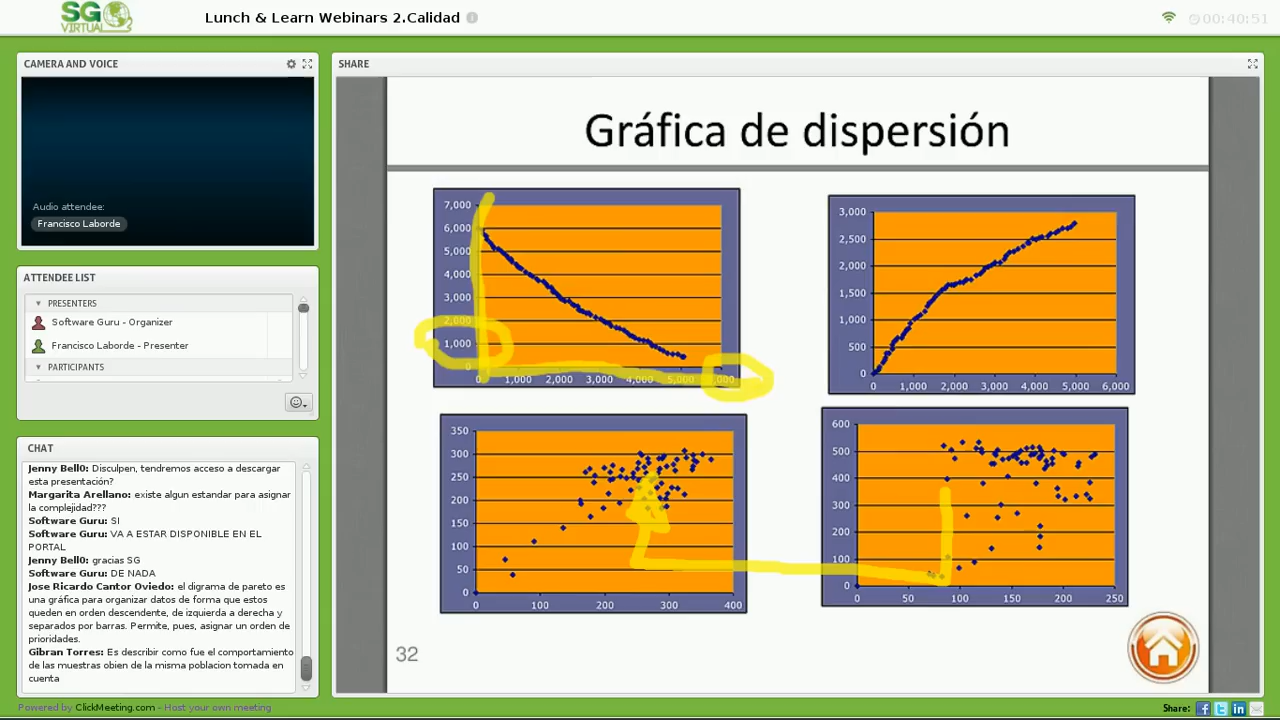 SG
VIRTUAL
Lunch & Learn Webinars 2.Calidad
00:40:51
CAMERA AND VOICE
Audio attendee:
Francisco Laborde
ATTENDEE LIST
PRESENTERS
Software Guru - Organizer
Francisco Laborde - Presenter
PARTICIPANTS
CHAT
Jenny Bell0: Disculpen, tendremos acceso a descargar
esta presentación?
Margarita Arellano: existe algun estandar para asignar
la complejidad???
Software Guru: SI
Software Guru: VA A ESTAR DISPONIBLE EN EL
PORTAL
Jenny Bell0: gracias SG
Software Guru: DE NADA
Jose Ricardo Cantor Oviedo: el digrama de pareto es
una gráfica para organizar datos de forma que estos
queden en orden descendente, de izquierda a derecha y
separados por barras. Permite, pues, asignar un orden de
prioridades.
Gibran Torres: Es describir como fue el comportamiento
de las muestras obien de la misma poblacion tomada en
cuenta
SHARE
Gráfica de dispersión
7,000
6,000
5,000
4,000
3,000
2,000
1,000
0
0 1,000 2,000 3,000 4,000 5,000 ,000
3,000
2,500
2,000
1,500
1,000
500
0
0 1,000 2,000 3,000 4,000 5,000 6,000
350
300
250
200
150
100
50
0
0 100 200 300 400
600
500
400
300
200
100
0
0 50 100 150 200 250
32
Powered by ClickMeeting.com - Host your own meeting
Share: